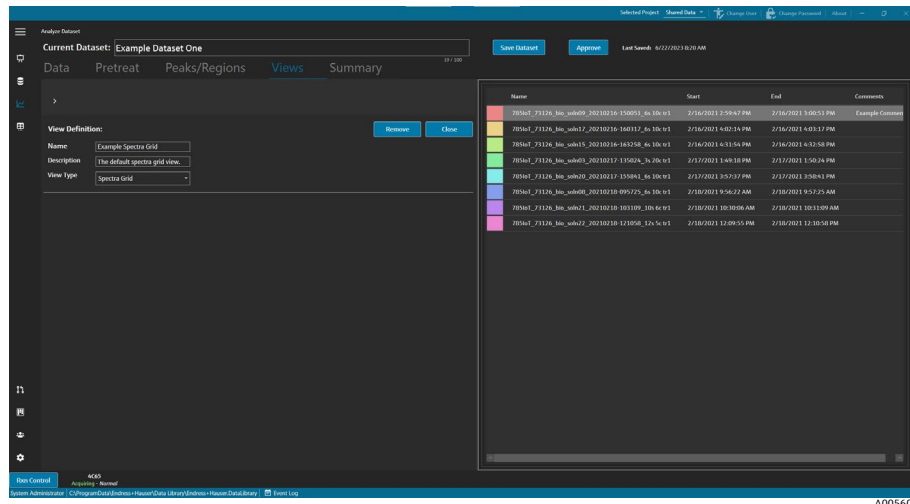 Selected Project Shared Data Change User Change Password About
Analyze Dataset
Current Dataset: Example Dataset One
Save Dataset Approve Last Saved: 6/22/2023 8:20 AM
19 / 100
Data Pretreat Peaks/Regions Views Summary
View Definition: Remove Close
Name Example Spectra Grid
Description The default spectra grid view.
View Type Spectra Grid
Name Start End Comments
785IoT_73126_bio_soln09_20210216-150051_6s 10c tr1 2/16/2021 2:59:47 PM 2/16/2021 3:00:51 PM Example Commen
785IoT_73126_bio_soln17_20210216-160317_6s 10c tr1 2/16/2021 4:02:14 PM 2/16/2021 4:03:17 PM
785IoT_73126_bio_soln15_20210216-163258_6s 10c tr1 2/16/2021 4:31:54 PM 2/16/2021 4:32:58 PM
785IoT_73126_bio_soln03_20210217-135024_3s 20c tr1 2/17/2021 1:49:18 PM 2/17/2021 1:50:24 PM
785IoT_73126_bio_soln20_20210217-155841_6s 10c tr1 2/17/2021 3:57:37 PM 2/17/2021 3:58:41 PM
785IoT_73126_bio_soln08_20210218-095725_6s 10c tr1 2/18/2021 9:56:22 AM 2/18/2021 9:57:25 AM
785IoT_73126_bio_soln21_20210218-103109_10s 6c tr1 2/18/2021 10:30:06 AM 2/18/2021 10:31:09 AM
785IoT_73126_bio_soln22_20210218-121058_12s 5c tr1 2/18/2021 12:09:55 PM 2/18/2021 12:10:58 PM
Rxn Control 4C65
Acquiring - Normal
System Administrator C:\ProgramData\Endress+Hauser\Data Library\Endress+Hauser.DataLibrary Event Log
A00560